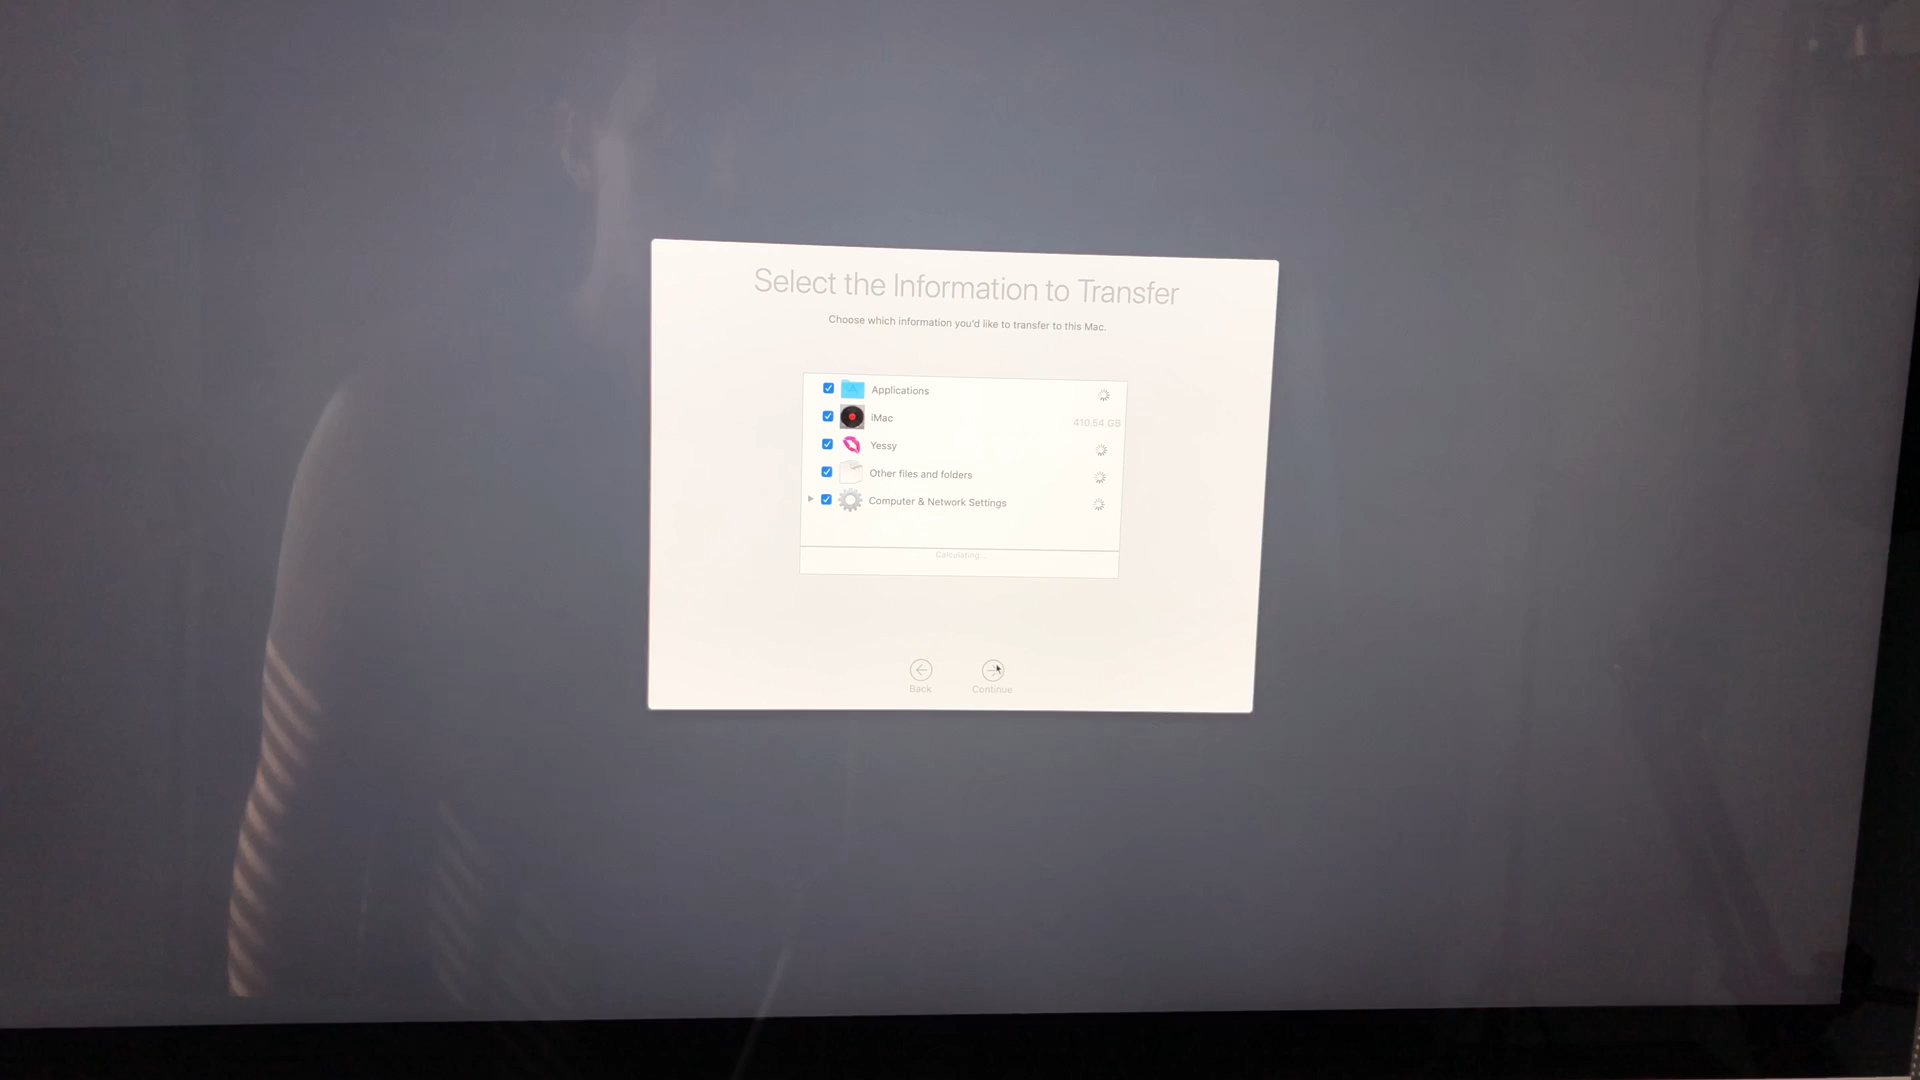 Select the Information to Transfer
Choose which information you'd like to transfer to this Mac.
Applications
iMac 410.54 GB
Yessy
Other files and folders
Computer & Network Settings
Calculating...
Back Continue